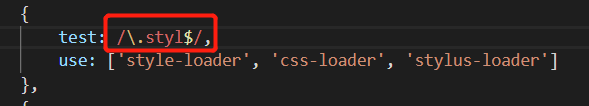 {
test: /\.styl$/,
use: ['style-loader', 'css-loader', 'stylus-loader']
},